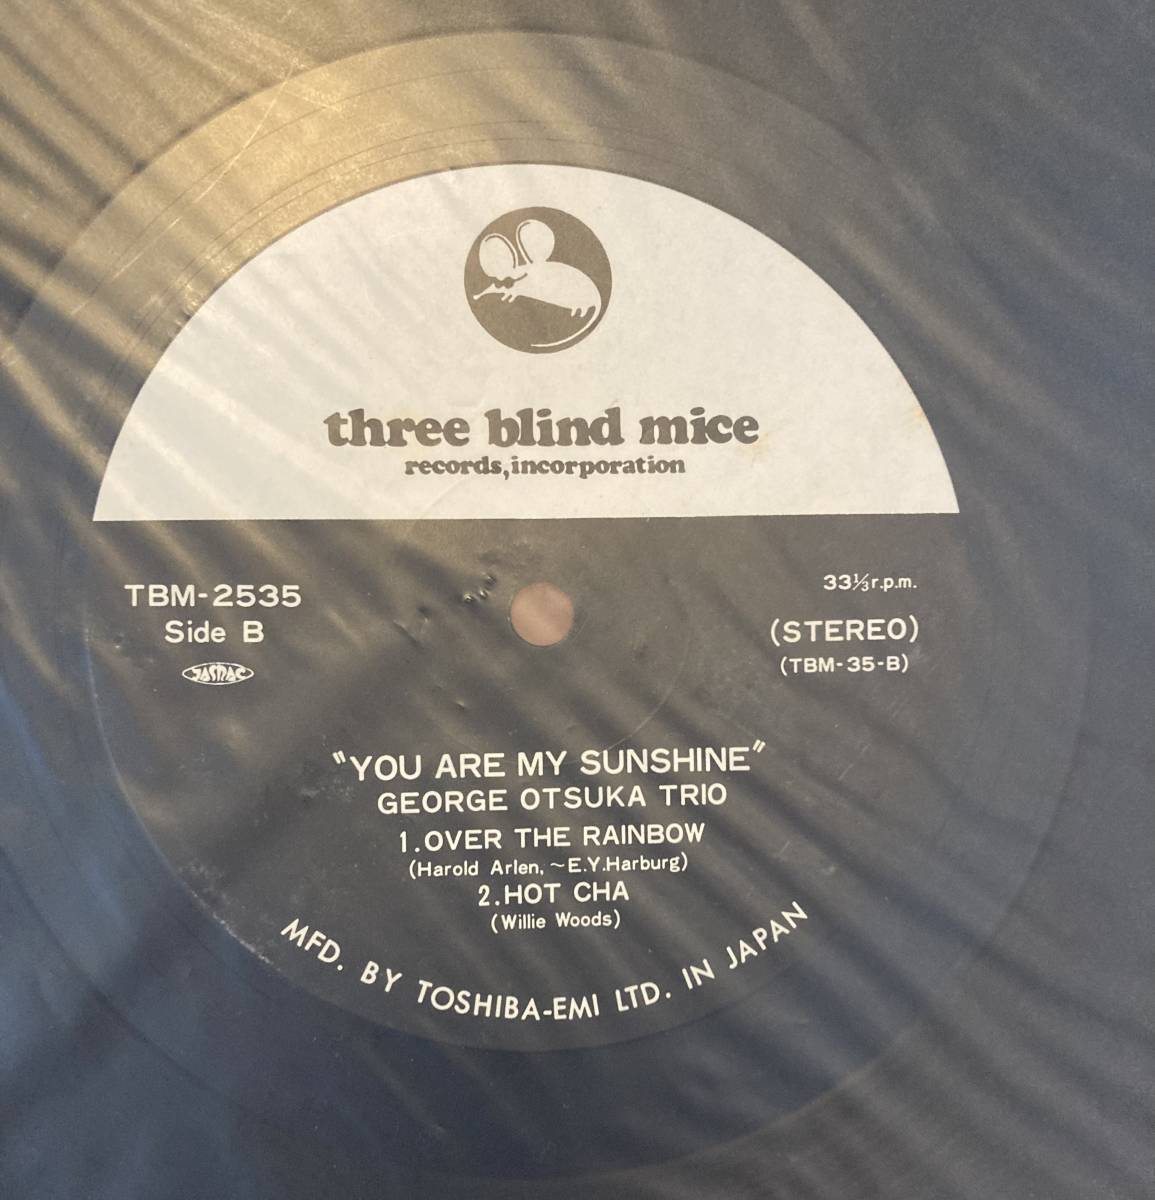 three blind mice
records, incorporation
TBM-2535
Side B
JASRAC
33⅓ r.p.m.
(STEREO)
(TBM-35-B)
"YOU ARE MY SUNSHINE"
GEORGE OTSUKA TRIO
1.OVER THE RAINBOW
(Harold Arlen, ~E.Y.Harburg)
2.HOT CHA
(Willie Woods)
MFD. BY TOSHIBA-EMI LTD. IN JAPAN